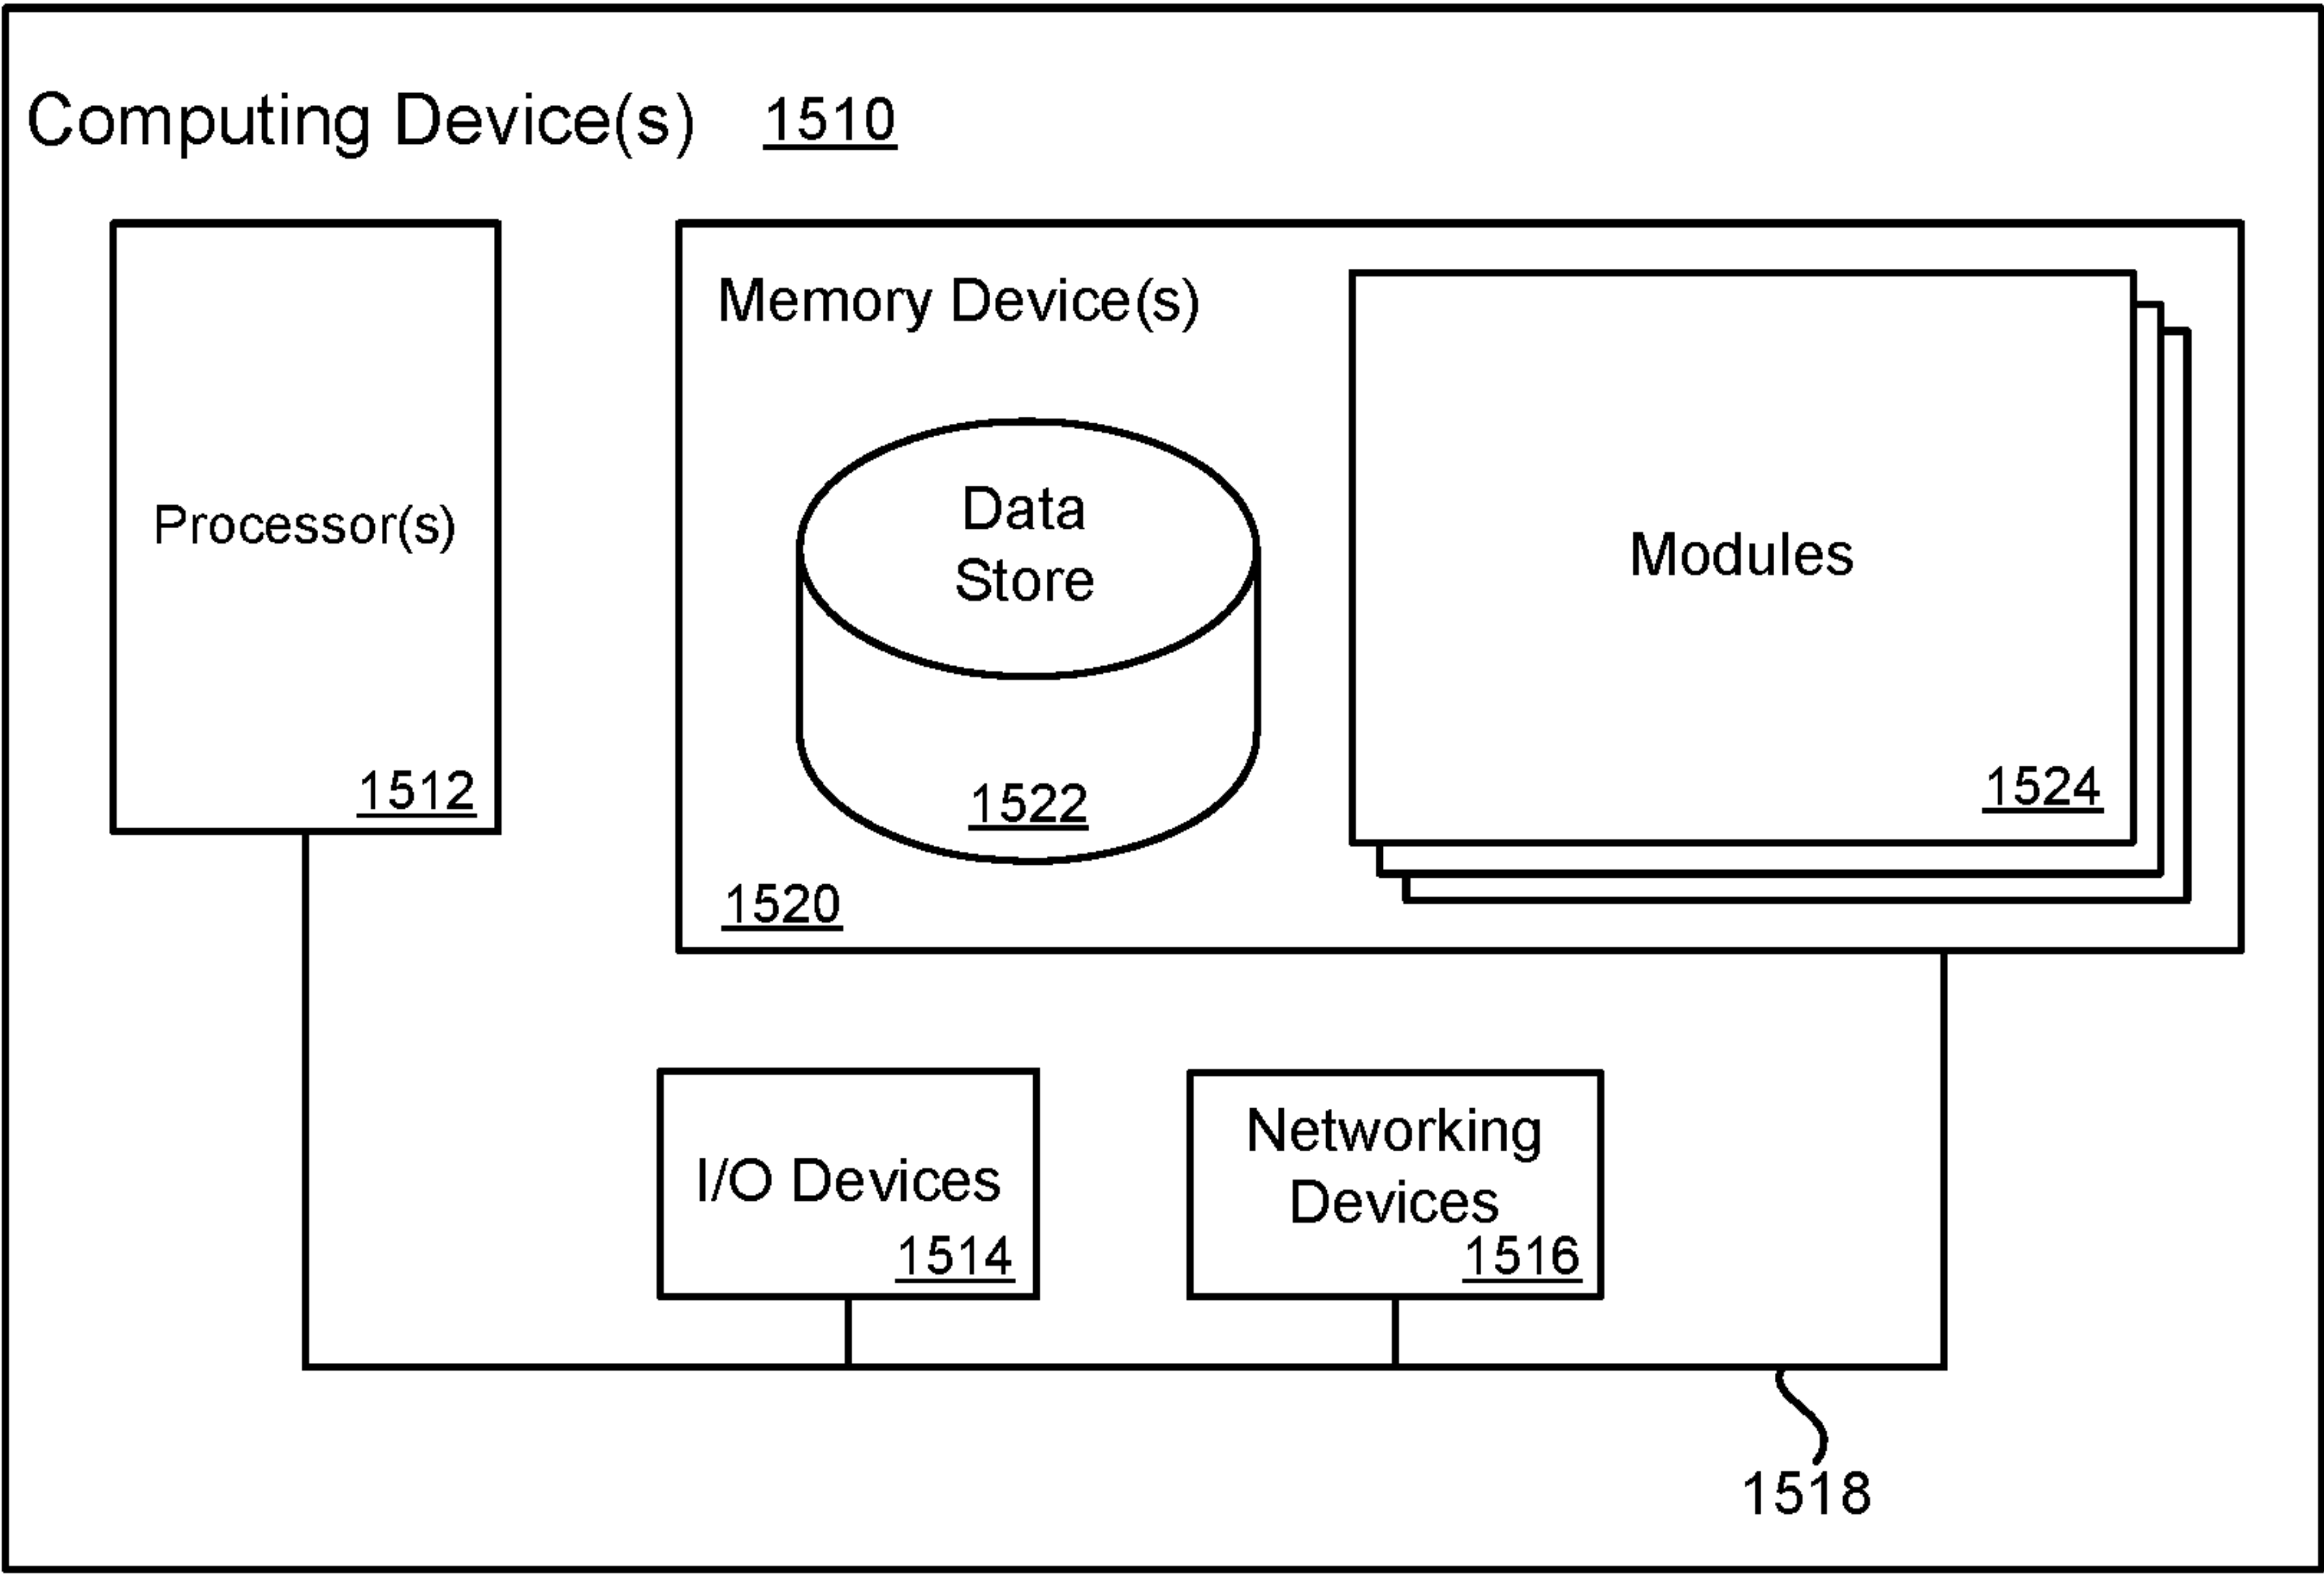 Computing Device(s) 1510
Processor(s)
1512
Memory Device(s)
Data
Store
1522
1520
Modules
1524
I/O Devices
1514
Networking
Devices
1516
1518